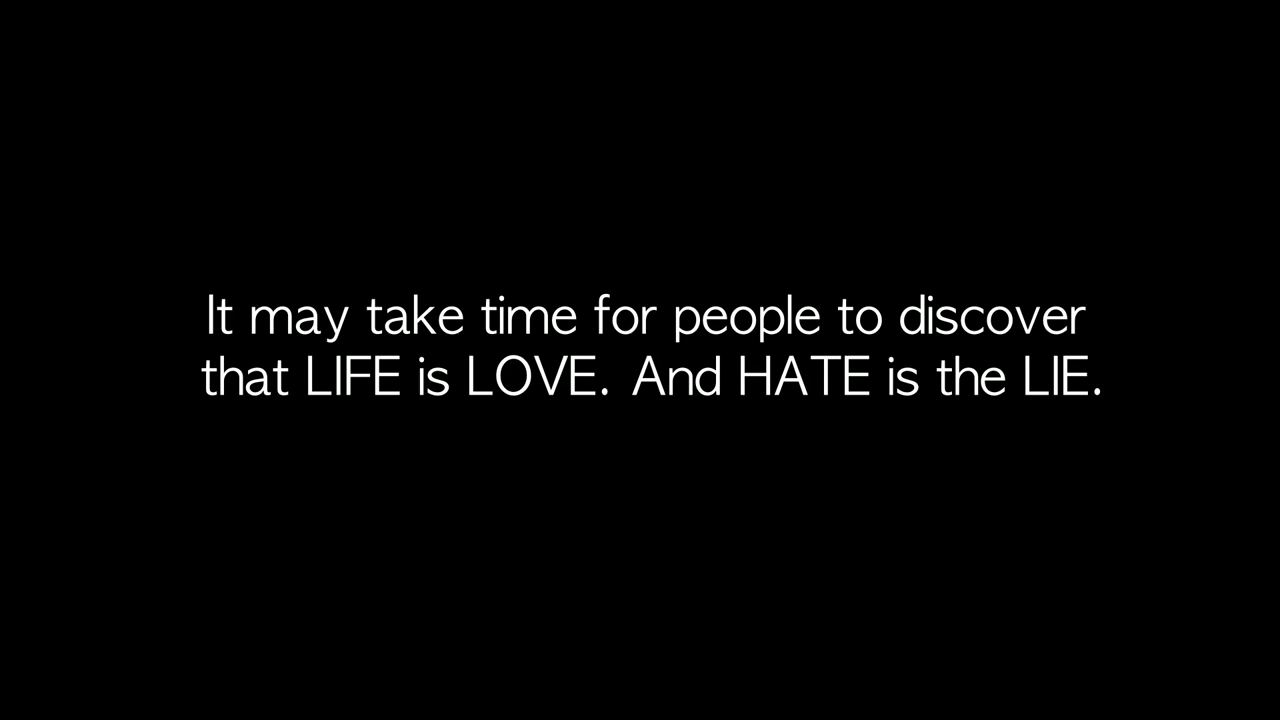 It may take time for people to discover
that LIFE is LOVE. And HATE is the LIE.